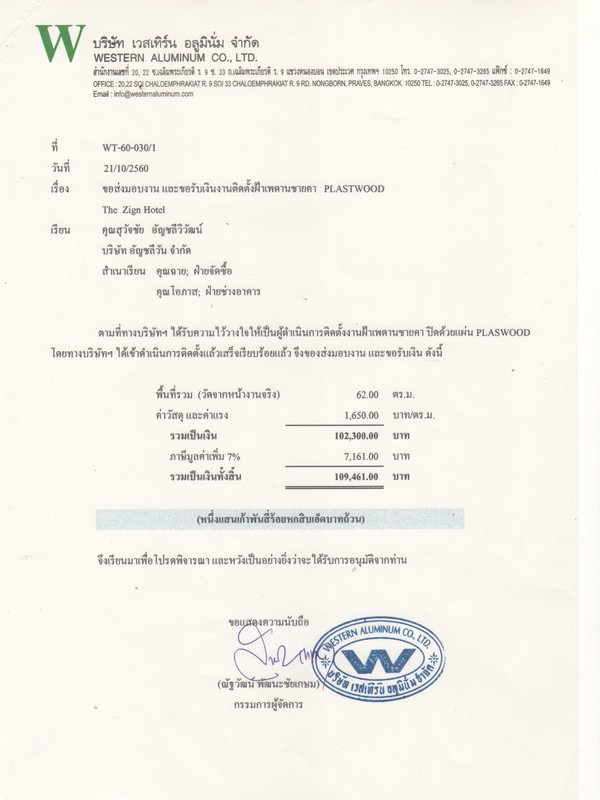 W บริษัท เวสเทิร์น อลูมินั่ม จำกัด
WESTERN ALUMINUM CO., LTD.
สำนักงานเลขที่ 20, 22 ซ.เฉลิมพระเกียรติ ร. 9 ซ. 33 ถ.เฉลิมพระเกียรติ ร. 9 แขวงหนองบอน เขตประเวศ กรุงเทพฯ 10250 โทร. 0-2747-3025, 0-2747-3265 แฟ็กซ์ : 0-2747-1649
OFFICE : 20,22 SOI.CHALOEMPHRAKIAT R. 9 SOI 33 CHALOEMPHRAKIAT R. 9 RD. NONGBORN, PRAVES, BANGKOK. 10250 TEL : 0-2747-3025, 0-2747-3265 FAX : 0-2747-1649
Email : info@westernaluminum.com
ที่ WT-60-030/1
วันที่ 21/10/2560
เรื่อง ขอส่งมอบงาน และขอรับเงินงานติดตั้งฝ้าเพดานชายคา PLASTWOOD
The Zign Hotel
เรียน คุณสุวัจชัย อัญชลีวิวัฒน์
บริษัท อัญชลีวัน จำกัด
สำเนาเรียน คุณฉาย; ฝ่ายจัดซื้อ
คุณโอภาส; ฝ่ายช่างอาคาร
ตามที่ทางบริษัทฯ ได้รับความไว้วางใจให้เป็นผู้ดำเนินการติดตั้งงานฝ้าเพดานชายคา ปิดด้วยแผ่น PLASWOOD
โดยทางบริษัทฯ ได้เข้าดำเนินการติดตั้งแล้วเสร็จเรียบร้อยแล้ว จึงของส่งมอบงาน และขอรับเงิน ดังนี้
พื้นที่รวม (วัดจากหน้างานจริง) 62.00 ตร.ม.
ค่าวัสดุ และค่าแรง 1,650.00 บาท/ตร.ม.
รวมเป็นเงิน 102,300.00 บาท
ภาษีมูลค่าเพิ่ม 7% 7,161.00 บาท
รวมเป็นเงินทั้งสิ้น 109,461.00 บาท
(หนึ่งแสนเก้าพันสี่ร้อยหกสิบเอ็ดบาทถ้วน)
จึงเรียนมาเพื่อโปรดพิจารณา และหวังเป็นอย่างยิ่งว่าจะได้รับการอนุมัติจากท่าน
ขอแสดงความนับถือ
(ณัฐวัฒน์ พัฒนะชัยเกษม)
กรรมการผู้จัดการ
WESTERN ALUMINUM CO., LTD.
W
บริษัท เวสเทิร์น อลูมินั่ม จำกัด